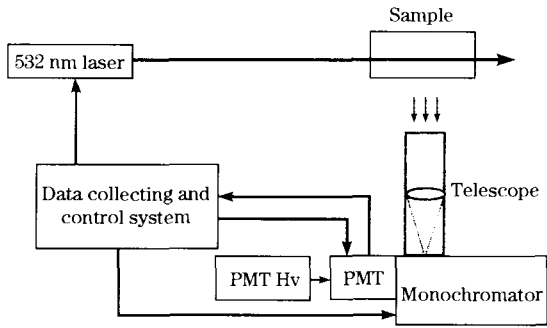 Sample
532 nm laser
Telescope
Data collecting and
control system
PMT Hv
PMT
Monochromator